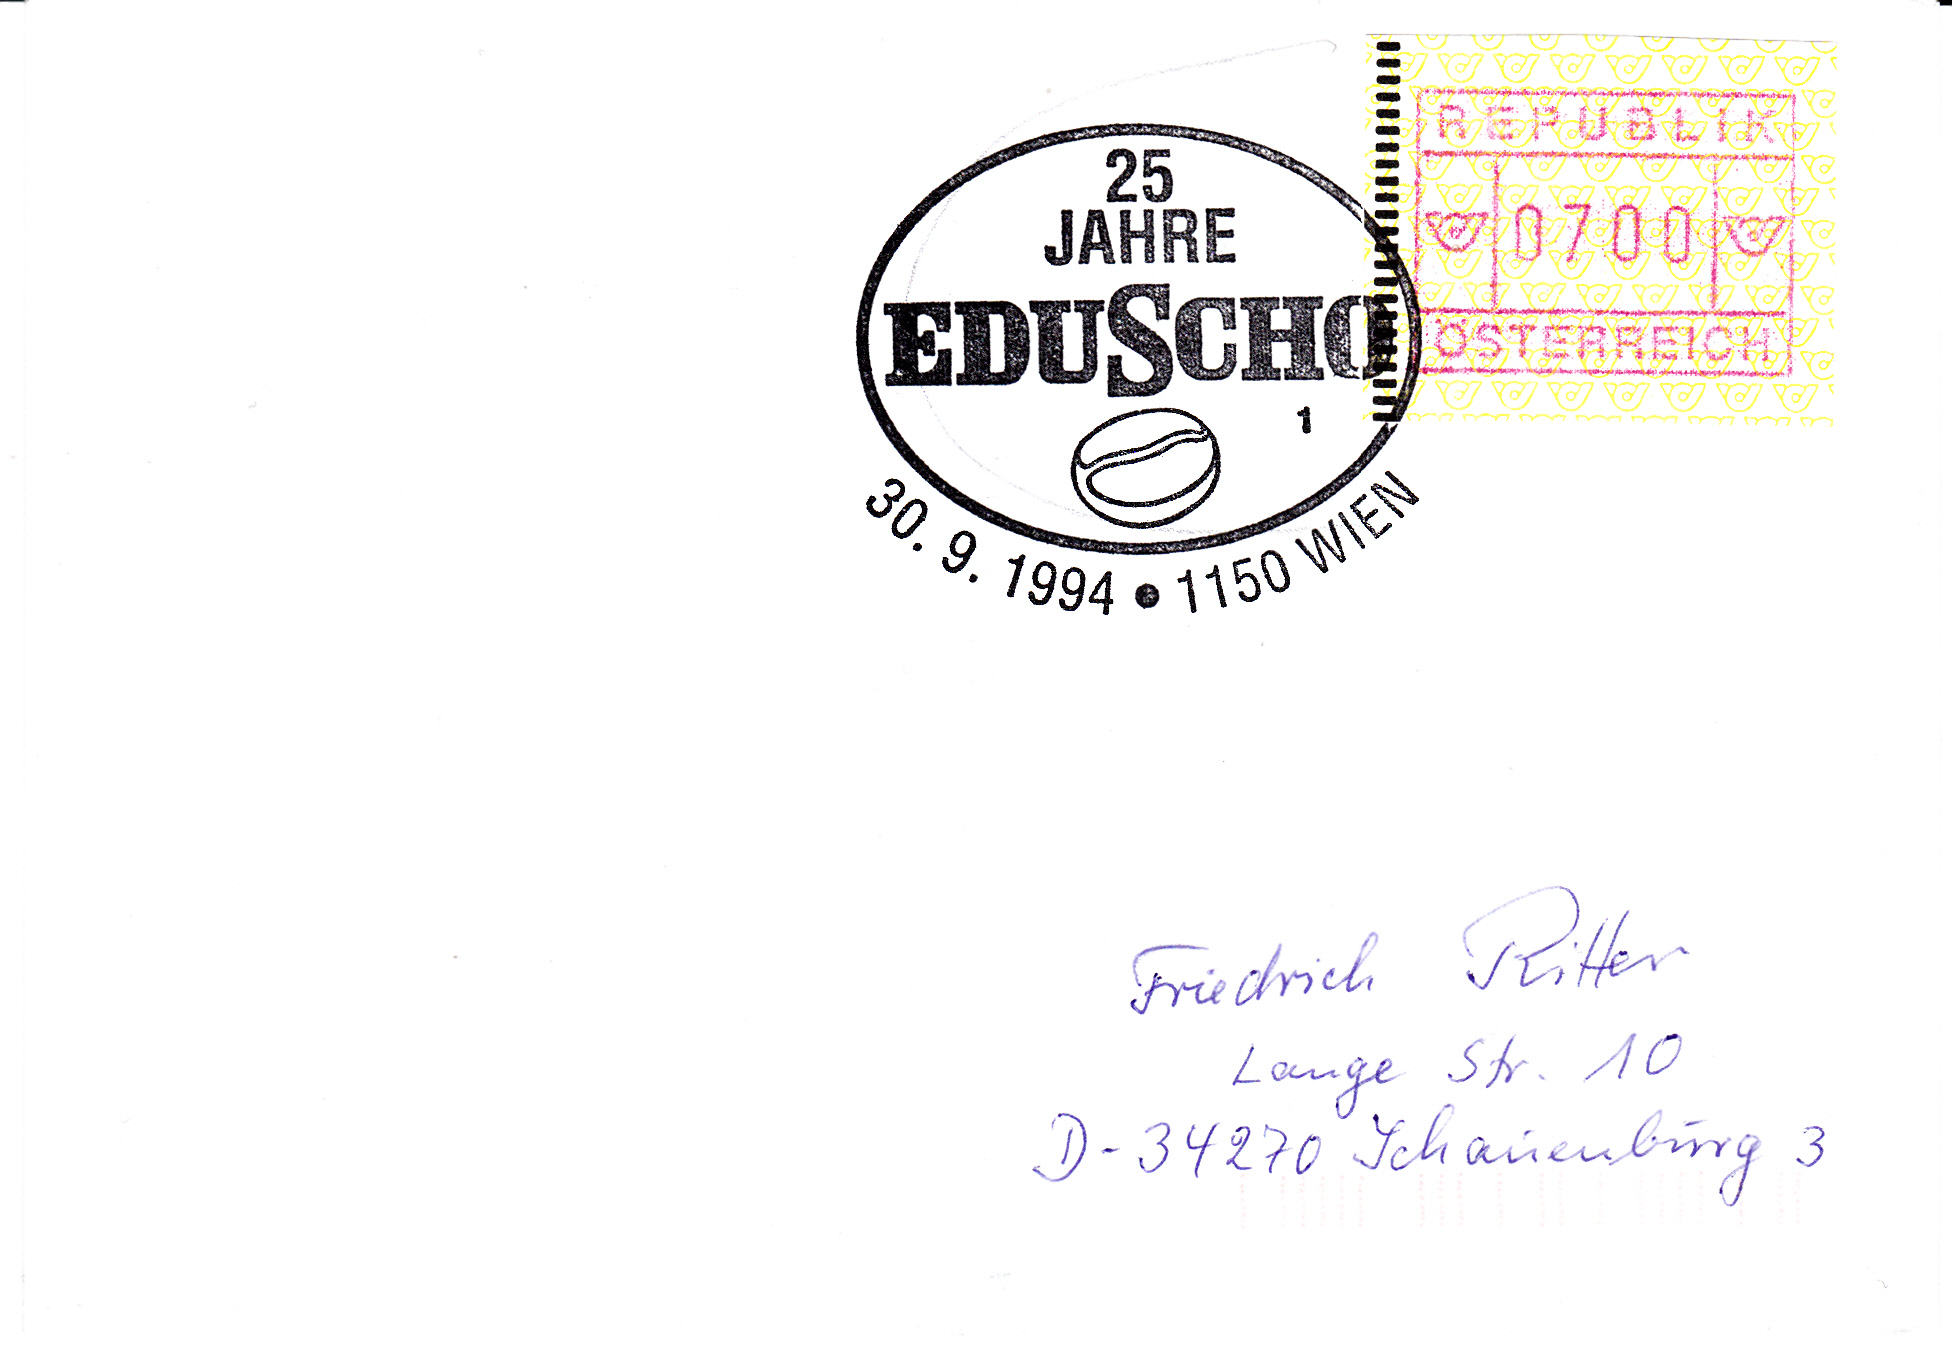 25
JAHRE
EDUSCHO
1
30. 9. 1994 • 1150 WIEN
REPUBLIK
0700
ÖSTERREICH
Friedrich Ritter
Lange Str. 10
D-34270 Schauenburg 3